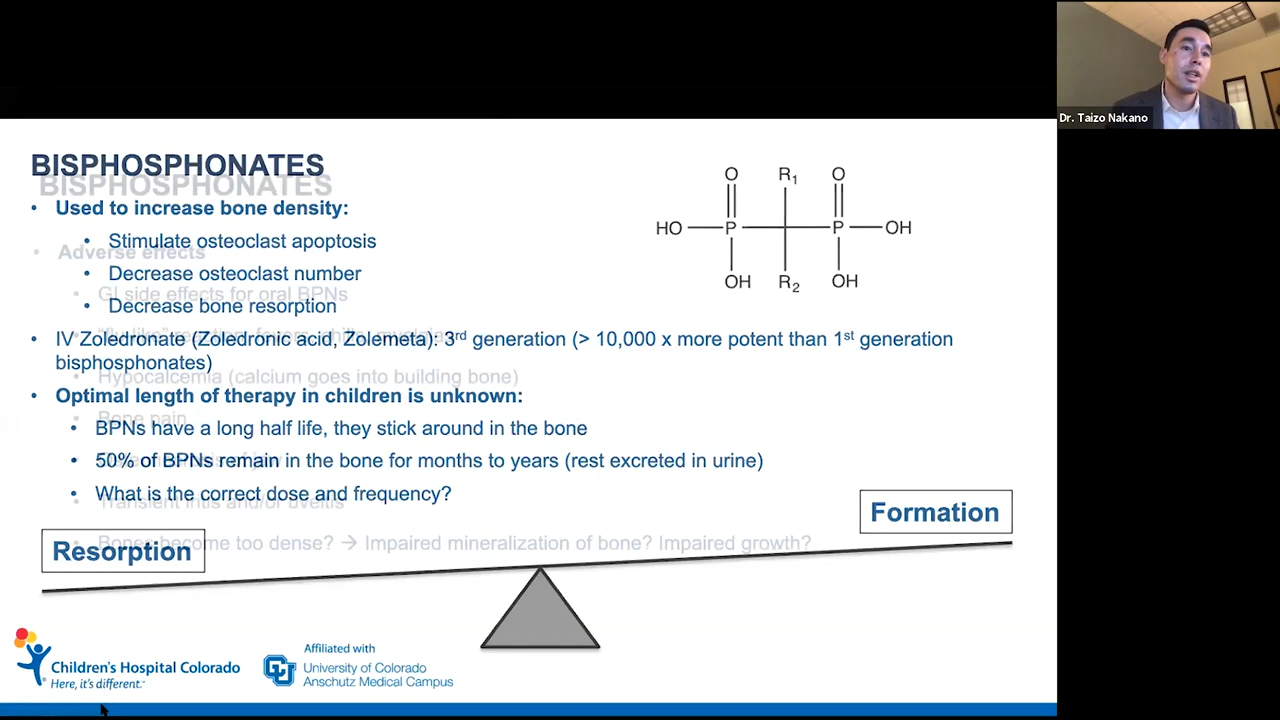 BISPHOSPHONATES
BISPHOSPHONATES
• Used to increase bone density:
• Stimulate osteoclast apoptosis
• Adverse effects
• Decrease osteoclast number
• GI side effects for oral BPNs
• Decrease bone resorption
• IV Zoledronate (Zoledronic acid, Zolemeta): 3rd generation (> 10,000 x more potent than 1st generation
bisphosphonates)
• Hypocalcemia (calcium goes into building bone)
• Optimal length of therapy in children is unknown:
• Bone pain
• BPNs have a long half life, they stick around in the bone
• 50% of BPNs remain in the bone for months to years (rest excreted in urine)
• What is the correct dose and frequency?
• Transient iritis and/or uveitis
• become too dense? → Impaired mineralization of bone? Impaired growth?
Resorption
Formation
O
R1
O
HO
P
P
OH
OH
R2
OH
Children's Hospital Colorado
Here, it's different.™
Affiliated with
University of Colorado
Anschutz Medical Campus
Dr. Taizo Nakano